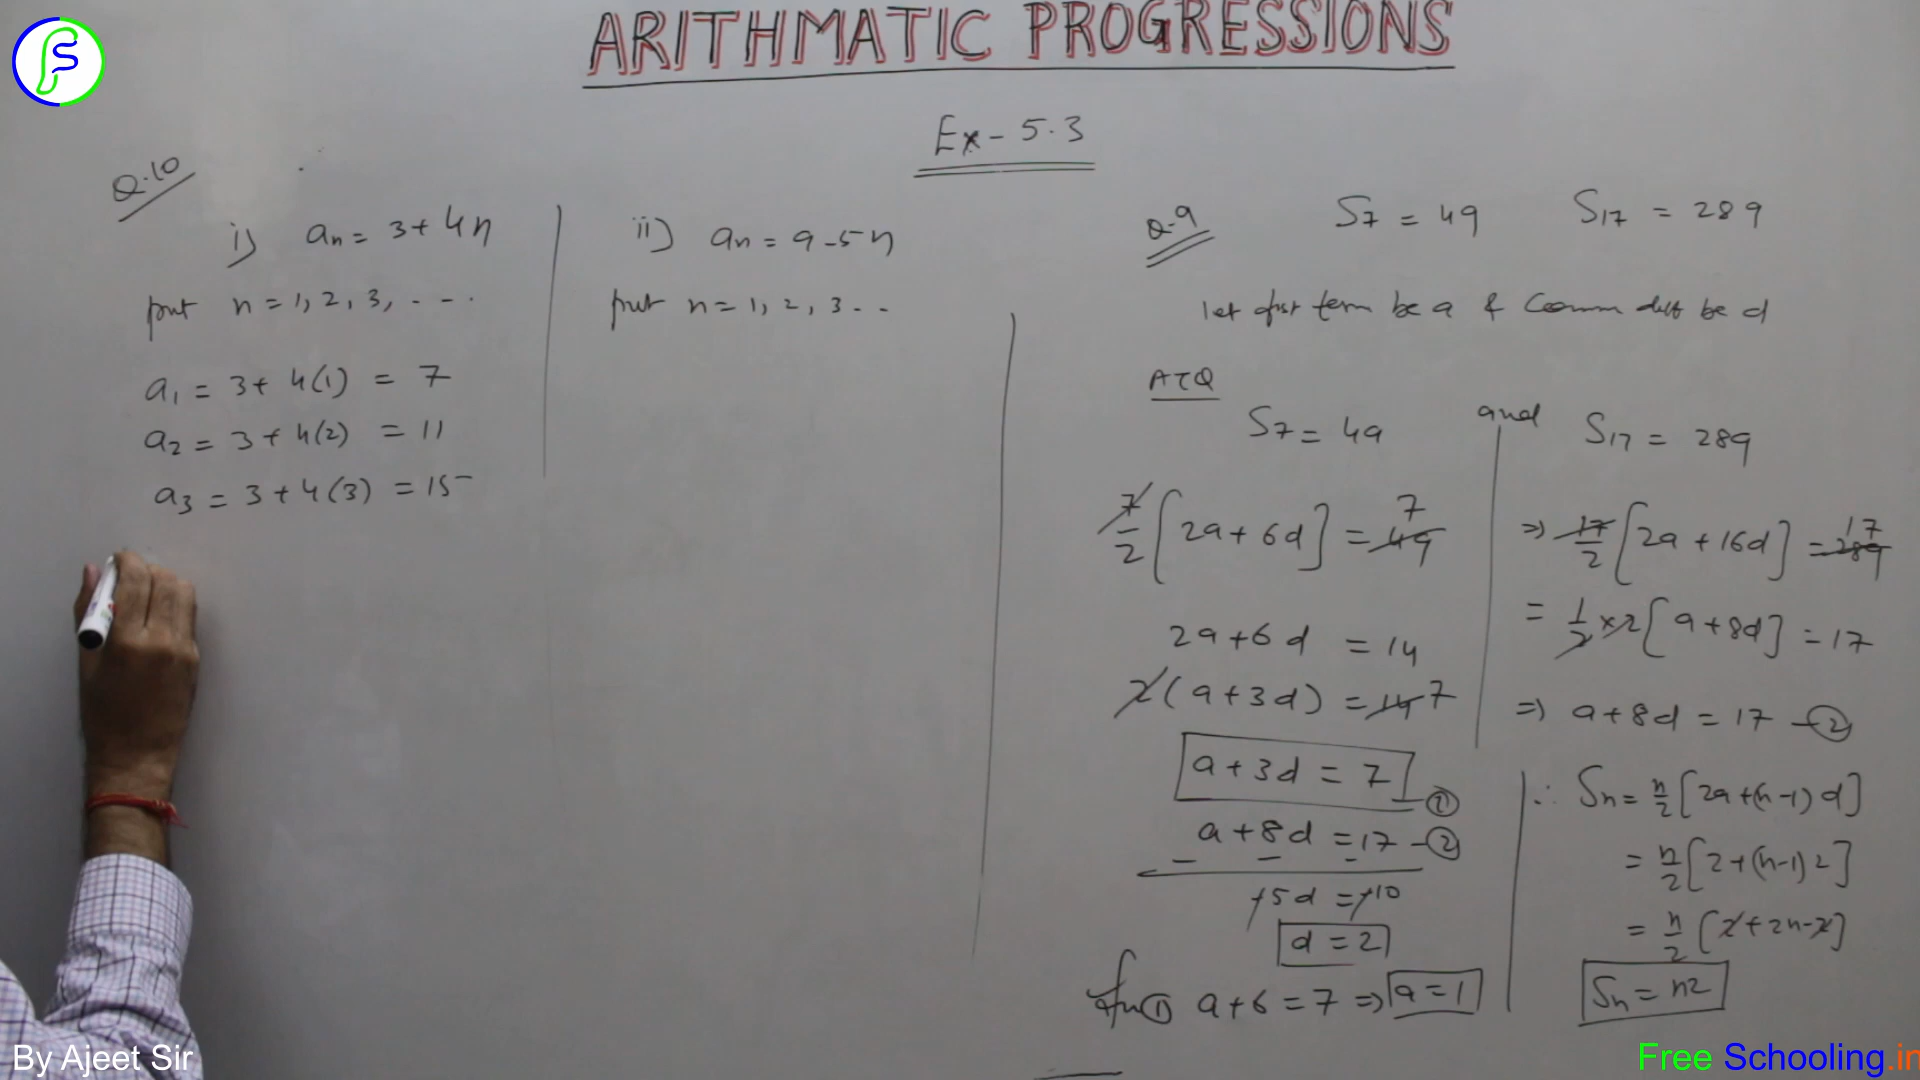 ARITHMATIC PROGRESSIONS
Ex - 5.3
Q.10
i) an = 3 + 4n
put n = 1, 2, 3, - - .
a1 = 3 + 4(1) = 7
a2 = 3 + 4(2) = 11
a3 = 3 + 4(3) = 15
ii) an = 9 - 5n
put n = 1, 2, 3 - -
Q-9
S7 = 49 S17 = 289
let first term be a & Comm diff be d
ATQ
S7 = 49
7/2 [2a + 6d] = 49 7
2a + 6d = 14
2(a + 3d) = 14 7
a + 3d = 7 ①
a + 8d = 17 - ②
- - -
+5d = +10
d = 2
① a + 6 = 7 => a = 1
and S17 = 289
=> 17/2 [2a + 16d] = 289 17
= 1/2 × 2 [a + 8d] = 17
=> a + 8d = 17 - ②
∴ Sn = n/2 [2a + (n-1) d]
= n/2 [2 + (n-1) 2]
= n/2 [2 + 2n - 2]
Sn = n2
By Ajeet Sir
Free Schooling.in